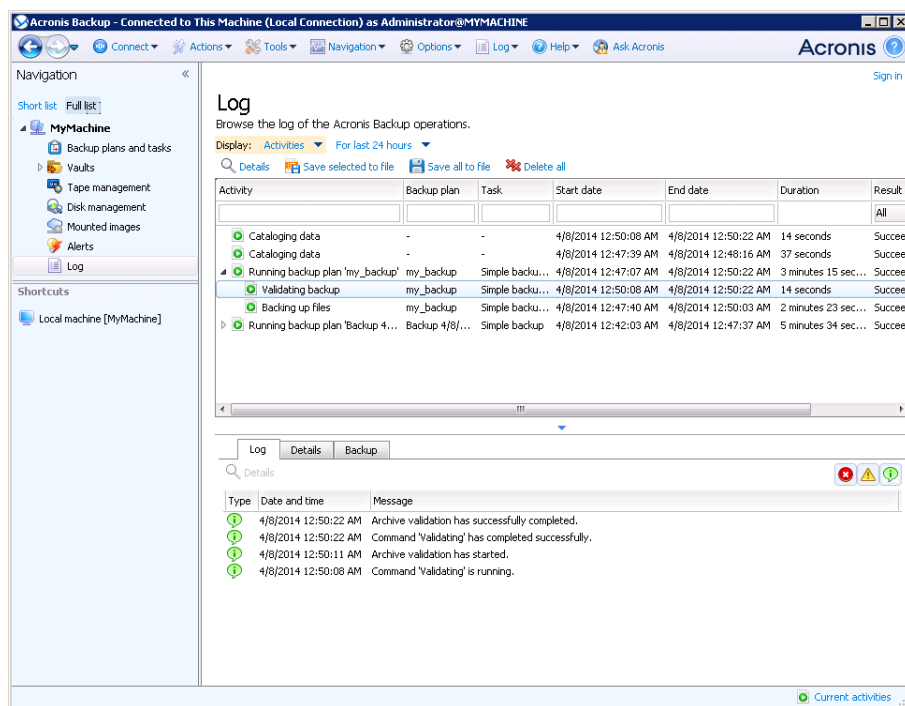 Acronis Backup - Connected to This Machine (Local Connection) as Administrator@MYMACHINE
Connect Actions Tools Navigation Options Log Help Ask Acronis Acronis
Navigation
Sign in
Short list Full list
MyMachine
Backup plans and tasks
Vaults
Tape management
Disk management
Mounted images
Alerts
Log
Shortcuts
Local machine [MyMachine]
Log
Browse the log of the Acronis Backup operations.
Display: Activities For last 24 hours
Details Save selected to file Save all to file Delete all
Activity Backup plan Task Start date End date Duration Result
All
Cataloging data - - 4/8/2014 12:50:08 AM 4/8/2014 12:50:22 AM 14 seconds Succee
Cataloging data - - 4/8/2014 12:47:39 AM 4/8/2014 12:48:16 AM 37 seconds Succee
Running backup plan 'my_backup' my_backup Simple backu... 4/8/2014 12:47:07 AM 4/8/2014 12:50:22 AM 3 minutes 15 sec... Succee
Validating backup my_backup Simple backu... 4/8/2014 12:50:08 AM 4/8/2014 12:50:22 AM 14 seconds Succee
Backing up files my_backup Simple backu... 4/8/2014 12:47:40 AM 4/8/2014 12:50:03 AM 2 minutes 23 sec... Succee
Running backup plan 'Backup 4... Backup 4/8/... Simple backup 4/8/2014 12:42:03 AM 4/8/2014 12:47:37 AM 5 minutes 34 sec... Succee
Log Details Backup
Details
Type Date and time Message
4/8/2014 12:50:22 AM Archive validation has successfully completed.
4/8/2014 12:50:22 AM Command 'Validating' has completed successfully.
4/8/2014 12:50:11 AM Archive validation has started.
4/8/2014 12:50:08 AM Command 'Validating' is running.
Current activities